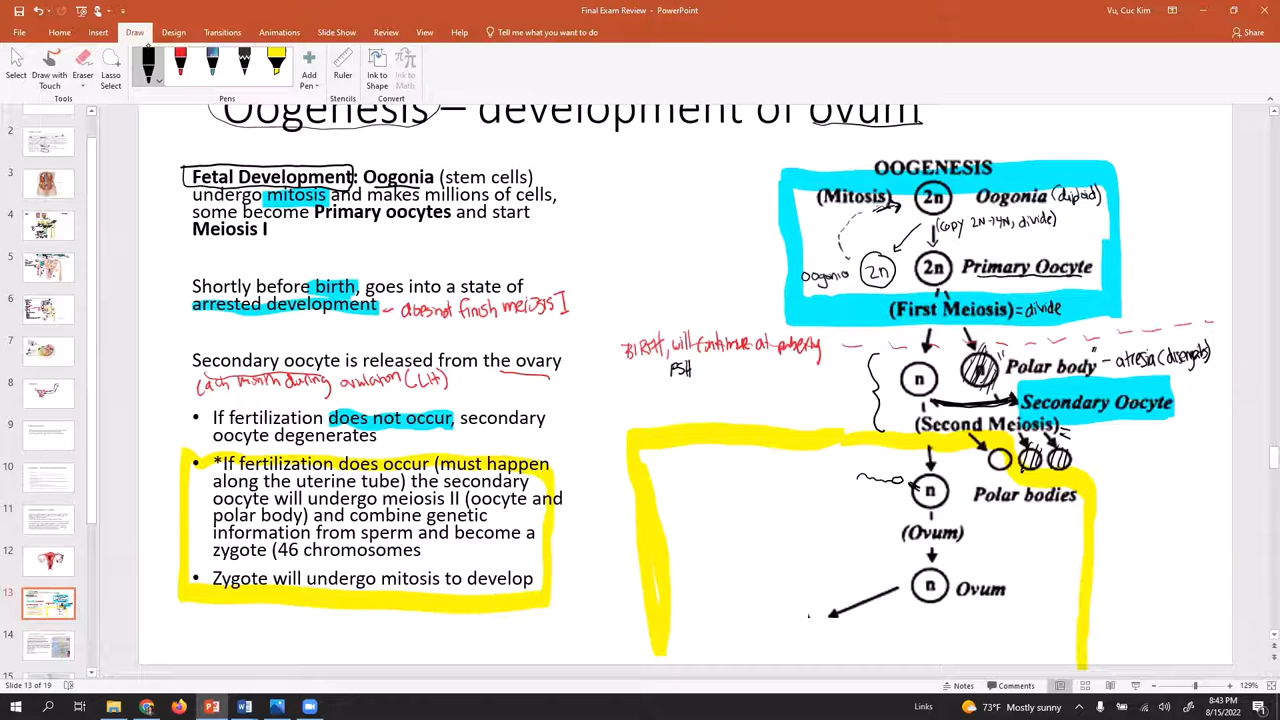 Final Exam Review - PowerPoint
Vu, Cuc Kim
File Home Insert Draw Design Transitions Animations Slide Show Review View Help Tell me what you want to do Share
Select Draw with Touch Eraser Lasso Select Add Pen Ruler Ink to Shape Ink to Math
Tools Pens Stencils Convert
Oogenesis – development of ovum
Fetal Development: Oogonia (stem cells)
undergo mitosis and makes millions of cells,
some become Primary oocytes and start
Meiosis I
Shortly before birth, goes into a state of
arrested development - does not finish meiosis I
Secondary oocyte is released from the ovary
each month during ovulation (LH)
• If fertilization does not occur, secondary
oocyte degenerates
• *If fertilization does occur (must happen
along the uterine tube) the secondary
oocyte will undergo meiosis II (oocyte and
polar body) and combine genetic
information from sperm and become a
zygote (46 chromosomes
• Zygote will undergo mitosis to develop
OOGENESIS
(Mitosis) 2n Oogonia (diploid)
(copy 2N→4N, divide)
Oogonia 2n 2n Primary Oocyte
(First Meiosis) = divide
BIRTH, will continue at puberty
FSH
n "Polar body" - atresia
Secondary Oocyte
(Second Meiosis)
n Polar bodies
(Ovum)
n Ovum
14
15
Slide 13 of 19
Notes Comments 129%
Links 73°F Mostly sunny 8:43 PM
8/15/2022